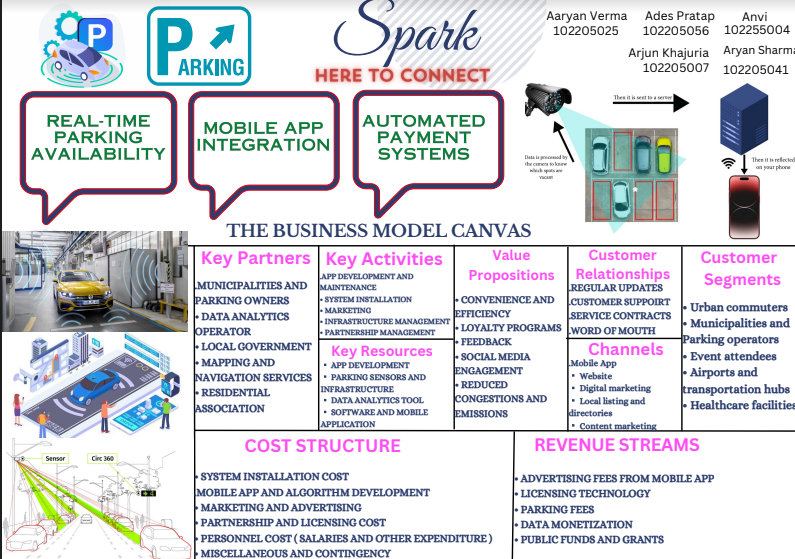 P
PARKING
Spark
HERE TO CONNECT
Aaryan Verma
102205025
Ades Pratap
102205056
Anvi
102255004
Arjun Khajuria
102205007
Aryan Sharma
102205041
REAL-TIME
PARKING
AVAILABILITY
MOBILE APP
INTEGRATION
AUTOMATED
PAYMENT
SYSTEMS
Then it is sent to a server
Data is processed by
the camera to know
which spots are
vacant
Then it is reflected
on your phone
THE BUSINESS MODEL CANVAS
Key Partners
.MUNICIPALITIES AND
PARKING OWNERS
• DATA ANALYTICS
OPERATOR
• LOCAL GOVERNMENT
• MAPPING AND
NAVIGATION SERVICES
• RESIDENTIAL
ASSOCIATION
Key Activities
.APP DEVELOPMENT AND
MAINTENANCE
• SYSTEM INSTALLATION
• MARKETING
• INFRASTRUCTURE MANAGEMENT
• PARTNERSHIP MANAGEMENT
Key Resources
• APP DEVELOPMENT
• PARKING SENSORS AND
INFRASTRUCTURE
• DATA ANALYTICS TOOL
• SOFTWARE AND MOBILE
APPLICATION
Value
Propositions
• CONVENIENCE AND
EFFICIENCY
• LOYALTY PROGRAMS
• FEEDBACK
• SOCIAL MEDIA
ENGAGEMENT
• REDUCED
CONGESTIONS AND
EMISSIONS
Customer
Relationships
.REGULAR UPDATES
.CUSTOMER SUPPOIRT
.SERVICE CONTRACTS
.WORD OF MOUTH
Channels
.Mobile App
• Website
• Digital marketing
• Local listing and
directories
• Content marketing
Customer
Segments
• Urban commuters
• Municipalities and
Parking operators
• Event attendees
• Airports and
transportation hubs
• Healthcare facilities
Sensor
Circ 360
COST STRUCTURE
• SYSTEM INSTALLATION COST
.MOBILE APP AND ALGORITHM DEVELOPMENT
• MARKETING AND ADVERTISING
• PARTNERSHIP AND LICENSING COST
• PERSONNEL COST ( SALARIES AND OTHER EXPENDITURE )
• MISCELLANEOUS AND CONTINGENCY
REVENUE STREAMS
• ADVERTISING FEES FROM MOBILE APP
• LICENSING TECHNOLOGY
• PARKING FEES
• DATA MONETIZATION
• PUBLIC FUNDS AND GRANTS